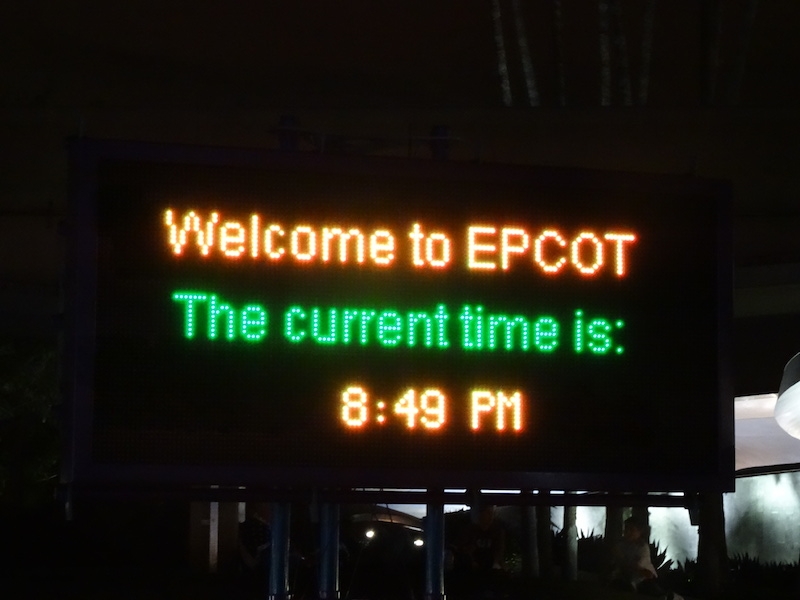 Welcome to EPCOT
The current time is:
8:49 PM